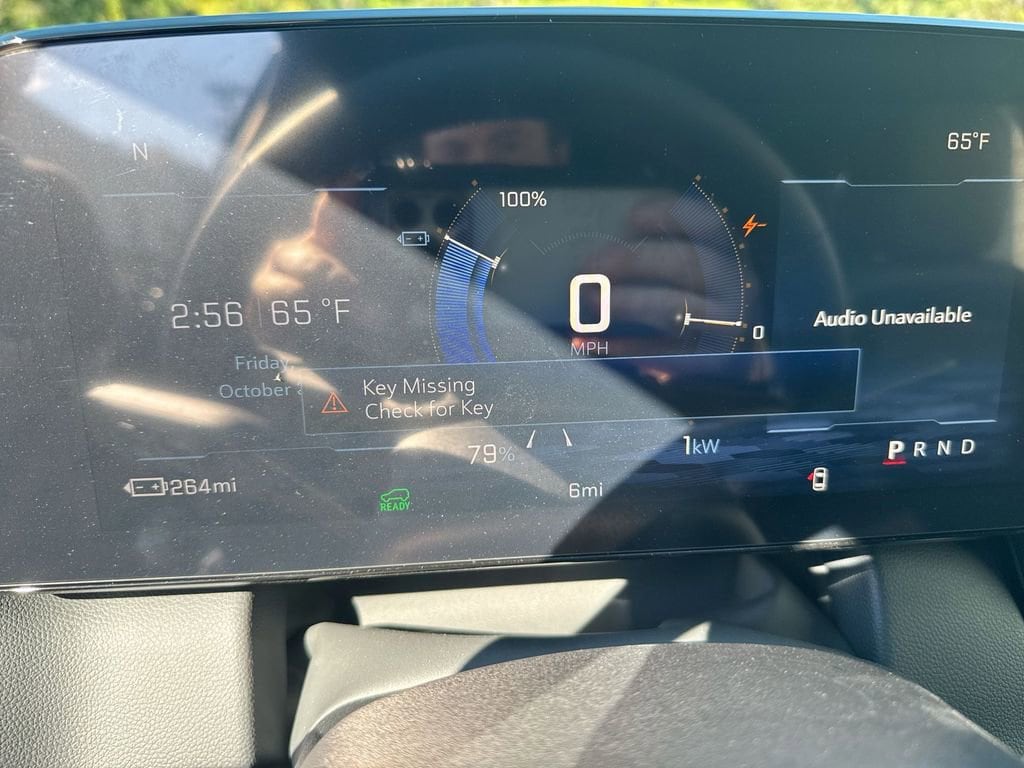 N
65°F
100%
2:56 65 °F
0
MPH
0
Audio Unavailable
Friday,
October
Key Missing
Check for Key
79%
1kW
P R N D
264mi
READY
6mi